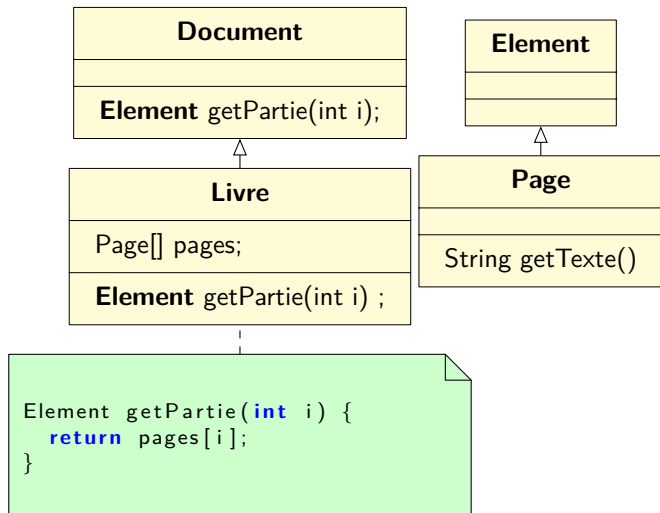 Document
Element getPartie(int i);
Element
Livre
Page[] pages;
Element getPartie(int i) ;
Page
String getTexte()
Element getPartie(int i) {
return pages[i];
}